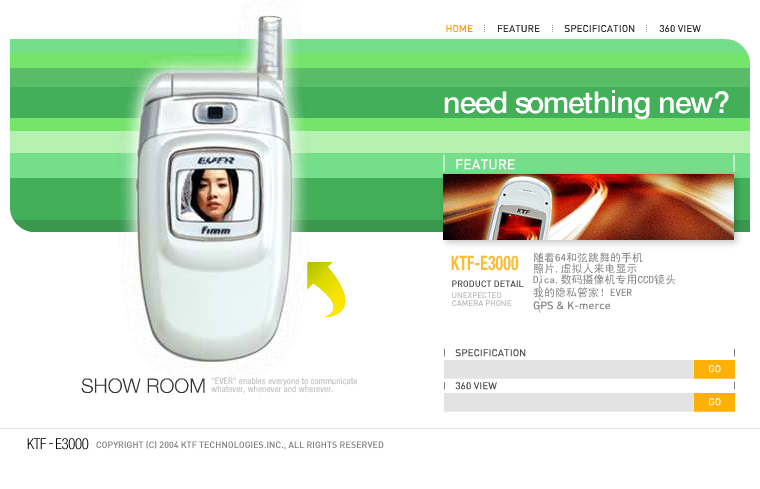 HOME FEATURE SPECIFICATION 360 VIEW
need something new?
FEATURE
KTF
EVER
fimm
KTF-E3000
PRODUCT DETAIL
UNEXPECTED
CAMERA PHONE
随着64和弦跳舞的手机
照片, 虚拟人来电显示
Dica, 数码摄像机专用CCD镜头
我的隐私管家! EVER
GPS & K-merce
SPECIFICATION
GO
360 VIEW
GO
SHOW ROOM
"EVER" enables everyone to communicate
whatever, whenever and wherever.
KTF - E3000 COPYRIGHT (C) 2004 KTF TECHNOLOGIES.INC., ALL RIGHTS RESERVED